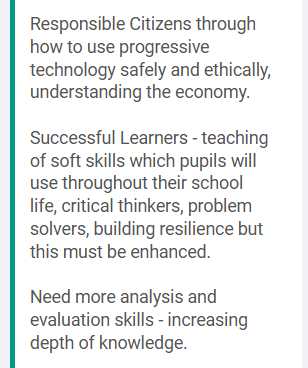 Responsible Citizens through
how to use progressive
technology safely and ethically,
understanding the economy.
Successful Learners - teaching
of soft skills which pupils will
use throughout their school
life, critical thinkers, problem
solvers, building resilience but
this must be enhanced.
Need more analysis and
evaluation skills - increasing
depth of knowledge.